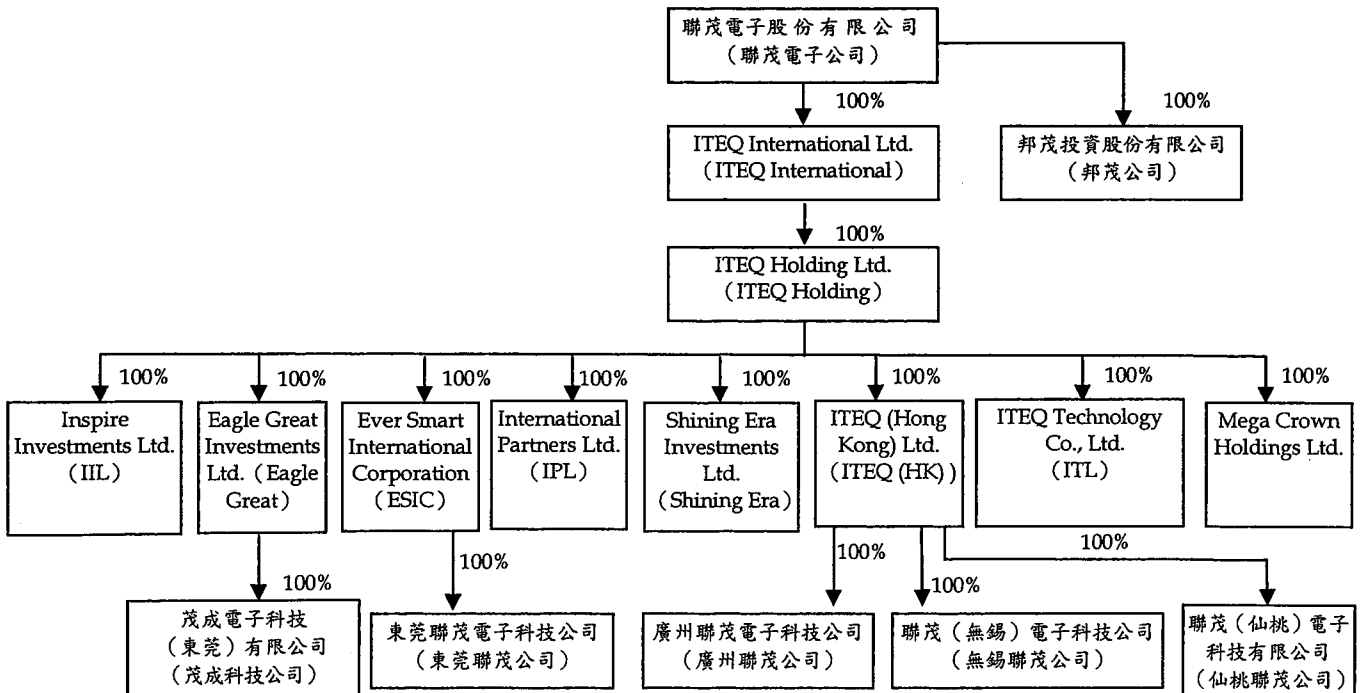 聯茂電子股份有限公司
（聯茂電子公司）
100%
100%
ITEQ International Ltd.
（ITEQ International）
邦茂投資股份有限公司
（邦茂公司）
100%
ITEQ Holding Ltd.
（ITEQ Holding）
100%
100%
100%
100%
100%
100%
100%
100%
Inspire
Investments Ltd.
（IIL）
Eagle Great
Investments
Ltd.（Eagle
Great）
Ever Smart
International
Corporation
（ESIC）
International
Partners Ltd.
（IPL）
Shining Era
Investments
Ltd.
（Shining Era）
ITEQ (Hong
Kong) Ltd.
（ITEQ (HK)）
ITEQ Technology
Co., Ltd.
（ITL）
Mega Crown
Holdings Ltd.
100%
100%
100%
100%
100%
茂成電子科技
（東莞）有限公司
（茂成科技公司）
東莞聯茂電子科技公司
（東莞聯茂公司）
廣州聯茂電子科技公司
（廣州聯茂公司）
聯茂（無錫）電子科技公司
（無錫聯茂公司）
聯茂（仙桃）電子
科技有限公司
（仙桃聯茂公司）